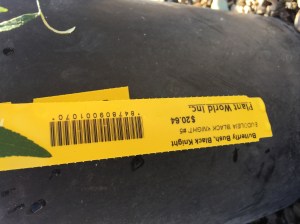 Butterfly Bush, Black Knight
BUDDLEIA BLACK KNIGHT #5
$20.64
Plant World Inc.